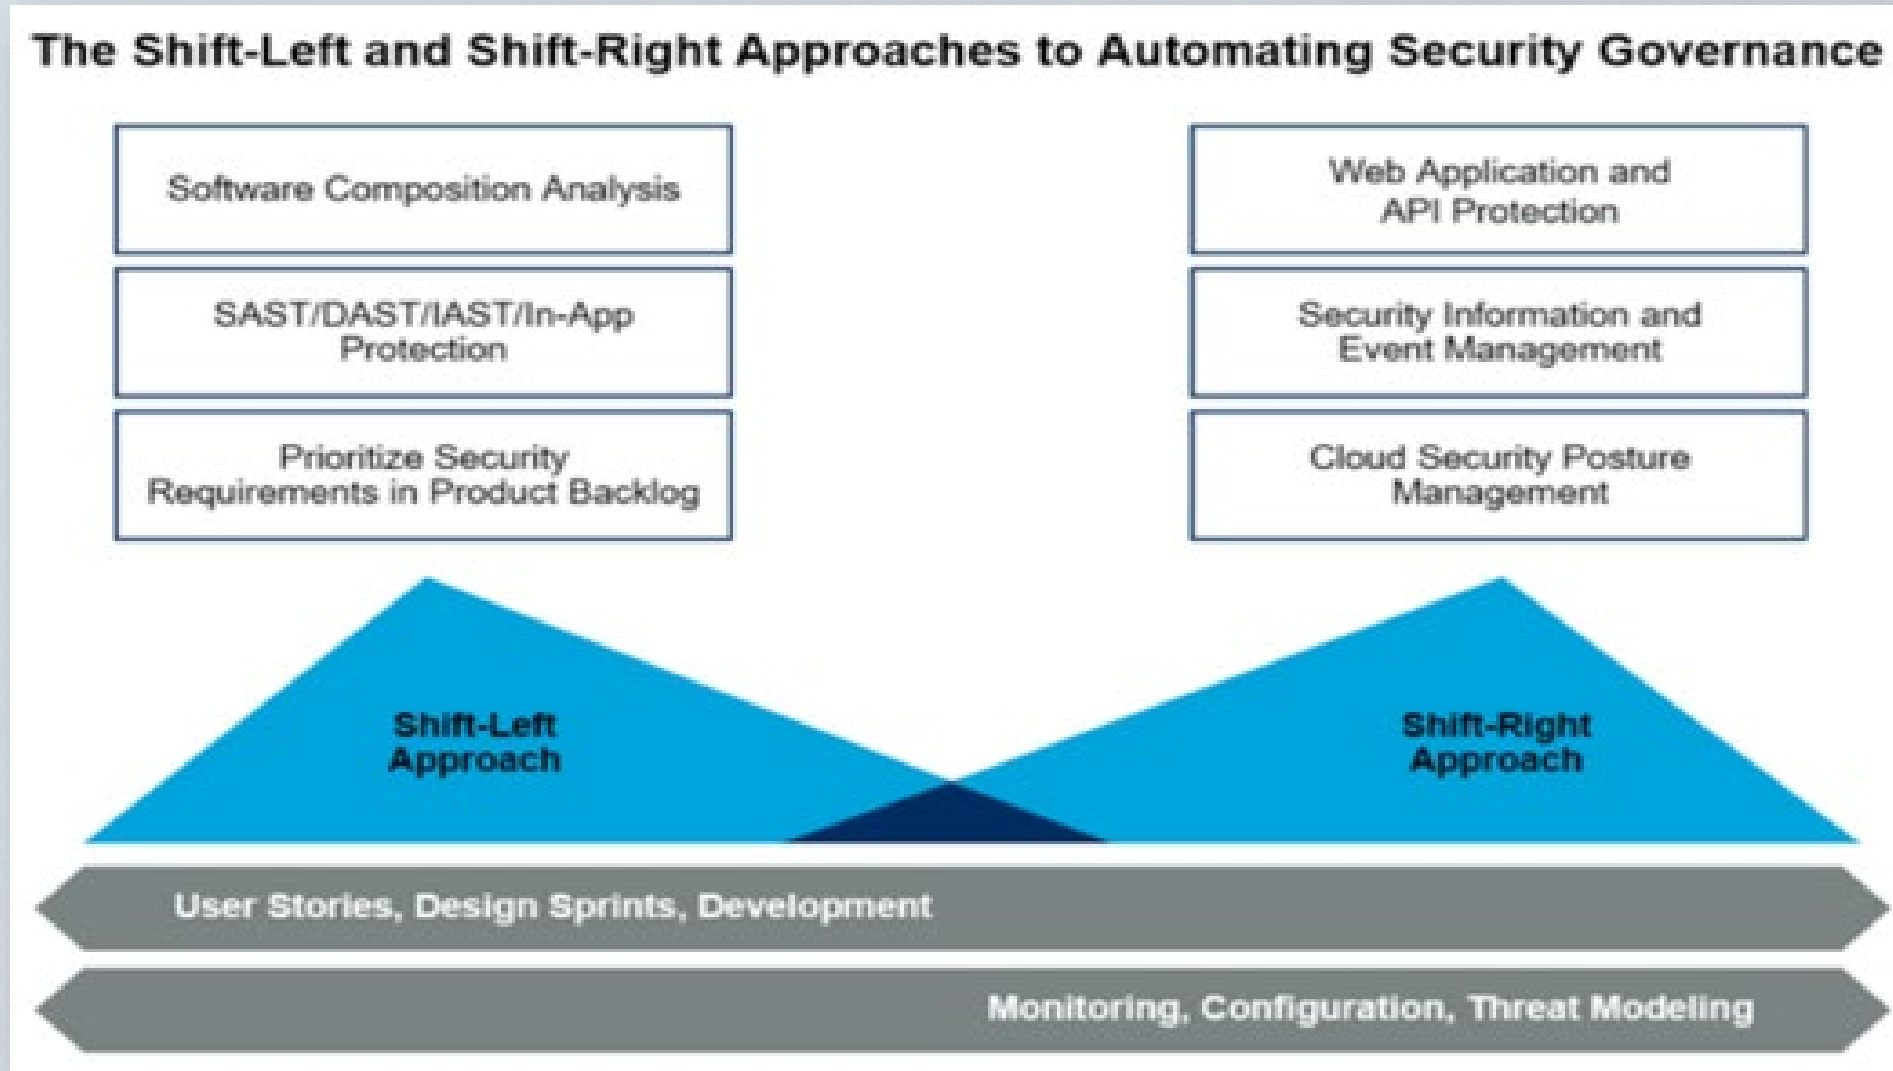 The Shift-Left and Shift-Right Approaches to Automating Security Governance
Software Composition Analysis
SAST/DAST/IAST/In-App
Protection
Prioritize Security
Requirements in Product Backlog
Web Application and
API Protection
Security Information and
Event Management
Cloud Security Posture
Management
Shift-Left
Approach
Shift-Right
Approach
User Stories, Design Sprints, Development
Monitoring, Configuration, Threat Modeling